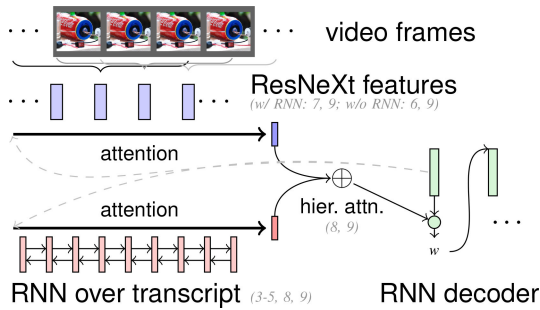 video frames
ResNeXt features
(w/ RNN: 7, 9; w/o RNN: 6, 9)
attention
attention
hier. attn.
(8, 9)
w
RNN over transcript (3-5, 8, 9)
RNN decoder